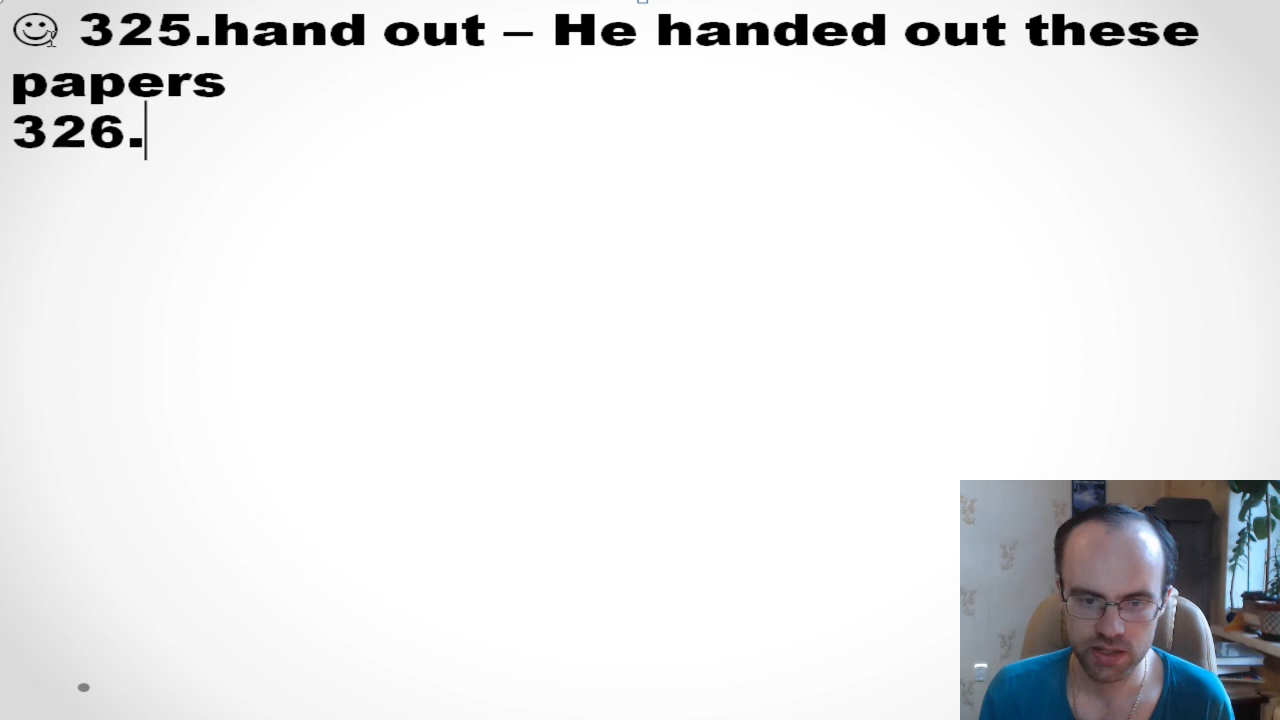 ☺ 325.hand out – He handed out these
papers
326.